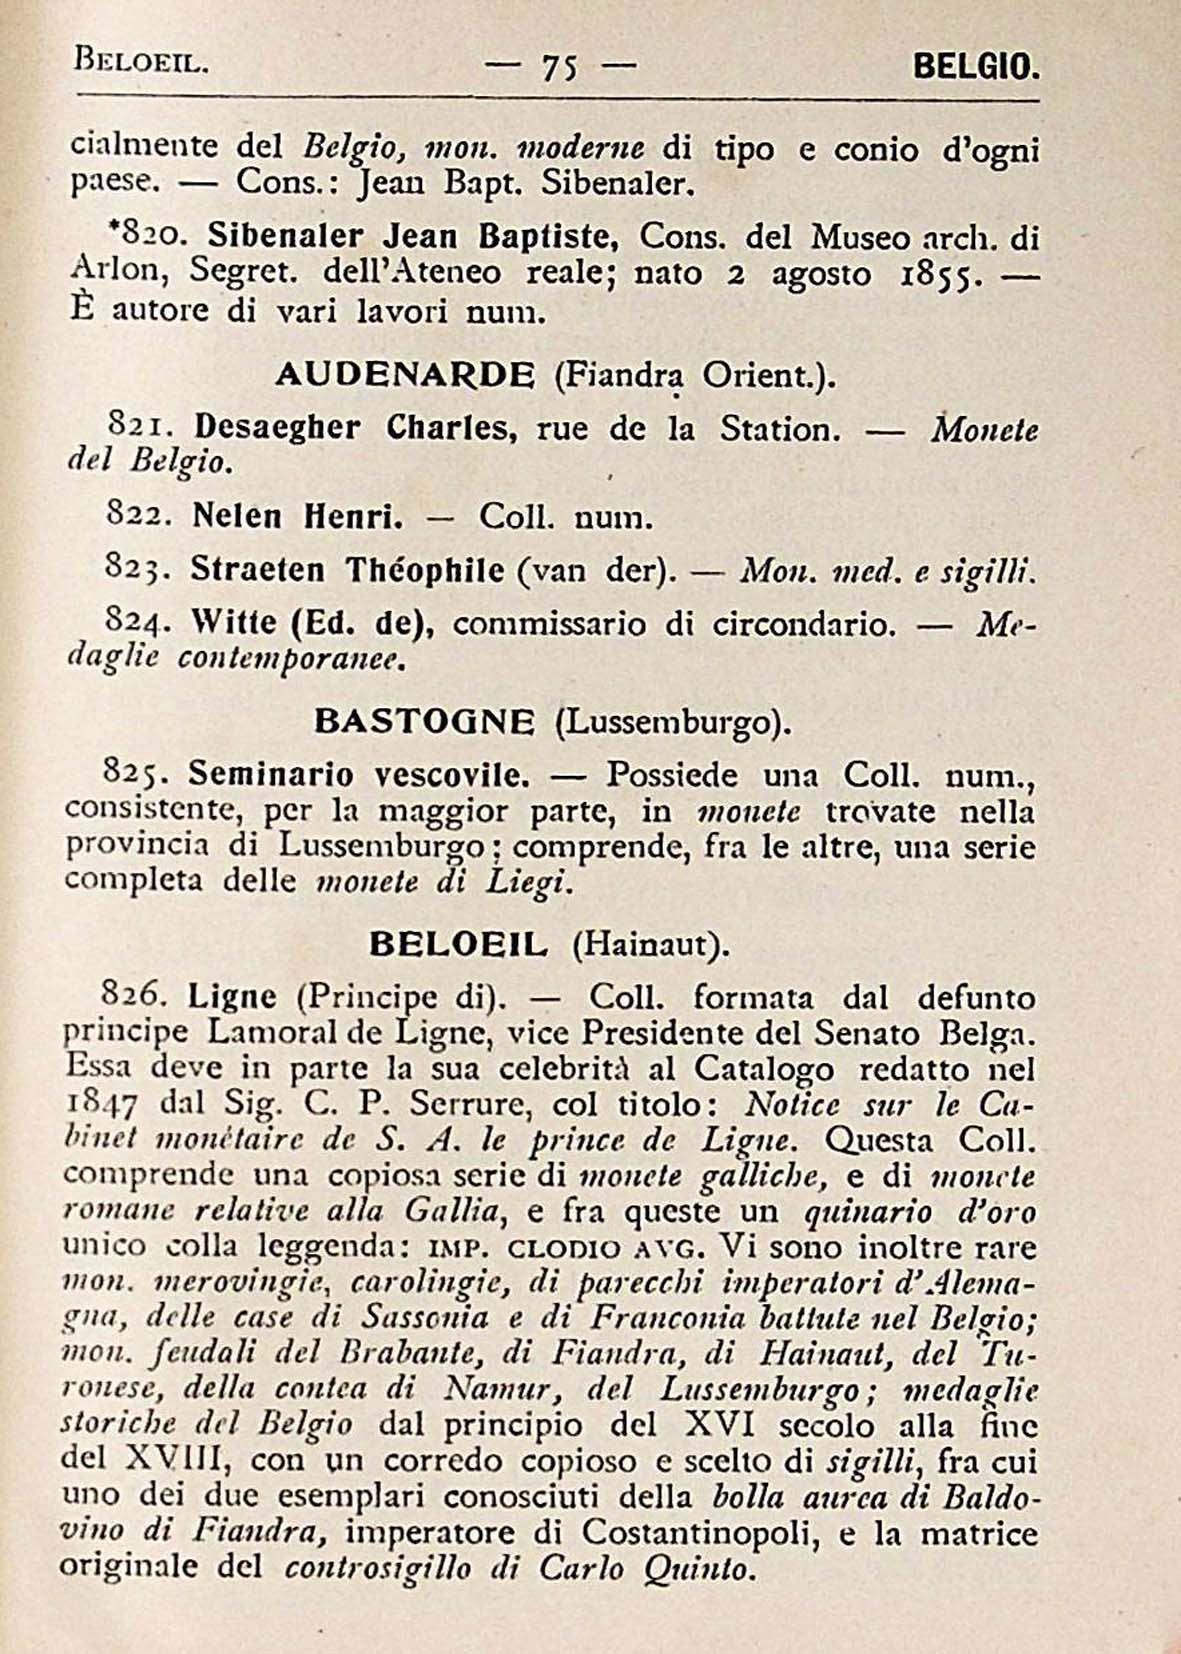 BELOEIL. — 75 — BELGIO.
cialmente del Belgio, mon. moderne di tipo e conio d'ogni
paese. — Cons.: Jean Bapt. Sibenaler.
*820. Sibenaler Jean Baptiste, Cons. del Museo arch. di
Arlon, Segret. dell'Ateneo reale; nato 2 agosto 1855. —
È autore di vari lavori num.
AUDENARDE (Fiandra Orient.).
821. Desaegher Charles, rue de la Station. — Monete
del Belgio.
822. Nelen Henri. — Coll. num.
823. Straeten Théophile (van der). — Mon. med. e sigilli.
824. Witte (Ed. de), commissario di circondario. — Me-
daglie contemporanee.
BASTOGNE (Lussemburgo).
825. Seminario vescovile. — Possiede una Coll. num.,
consistente, per la maggior parte, in monete trovate nella
provincia di Lussemburgo; comprende, fra le altre, una serie
completa delle monete di Liegi.
BELOEIL (Hainaut).
826. Ligne (Principe di). — Coll. formata dal defunto
principe Lamoral de Ligne, vice Presidente del Senato Belga.
Essa deve in parte la sua celebrità al Catalogo redatto nel
1847 dal Sig. C. P. Serrure, col titolo: Notice sur le Ca-
binet monétaire de S. A. le prince de Ligne. Questa Coll.
comprende una copiosa serie di monete galliche, e di monete
romane relative alla Gallia, e fra queste un quinario d'oro
unico colla leggenda: IMP. CLODIO AVG. Vi sono inoltre rare
mon. merovingie, carolingie, di parecchi imperatori d'Alema-
gna, delle case di Sassonia e di Franconia battute nel Belgio;
mon. feudali del Brabante, di Fiandra, di Hainaut, del Tu-
ronese, della contea di Namur, del Lussemburgo; medaglie
storiche del Belgio dal principio del XVI secolo alla fine
del XVIII, con un corredo copioso e scelto di sigilli, fra cui
uno dei due esemplari conosciuti della bolla aurea di Baldo-
vino di Fiandra, imperatore di Costantinopoli, e la matrice
originale del controsigillo di Carlo Quinto.